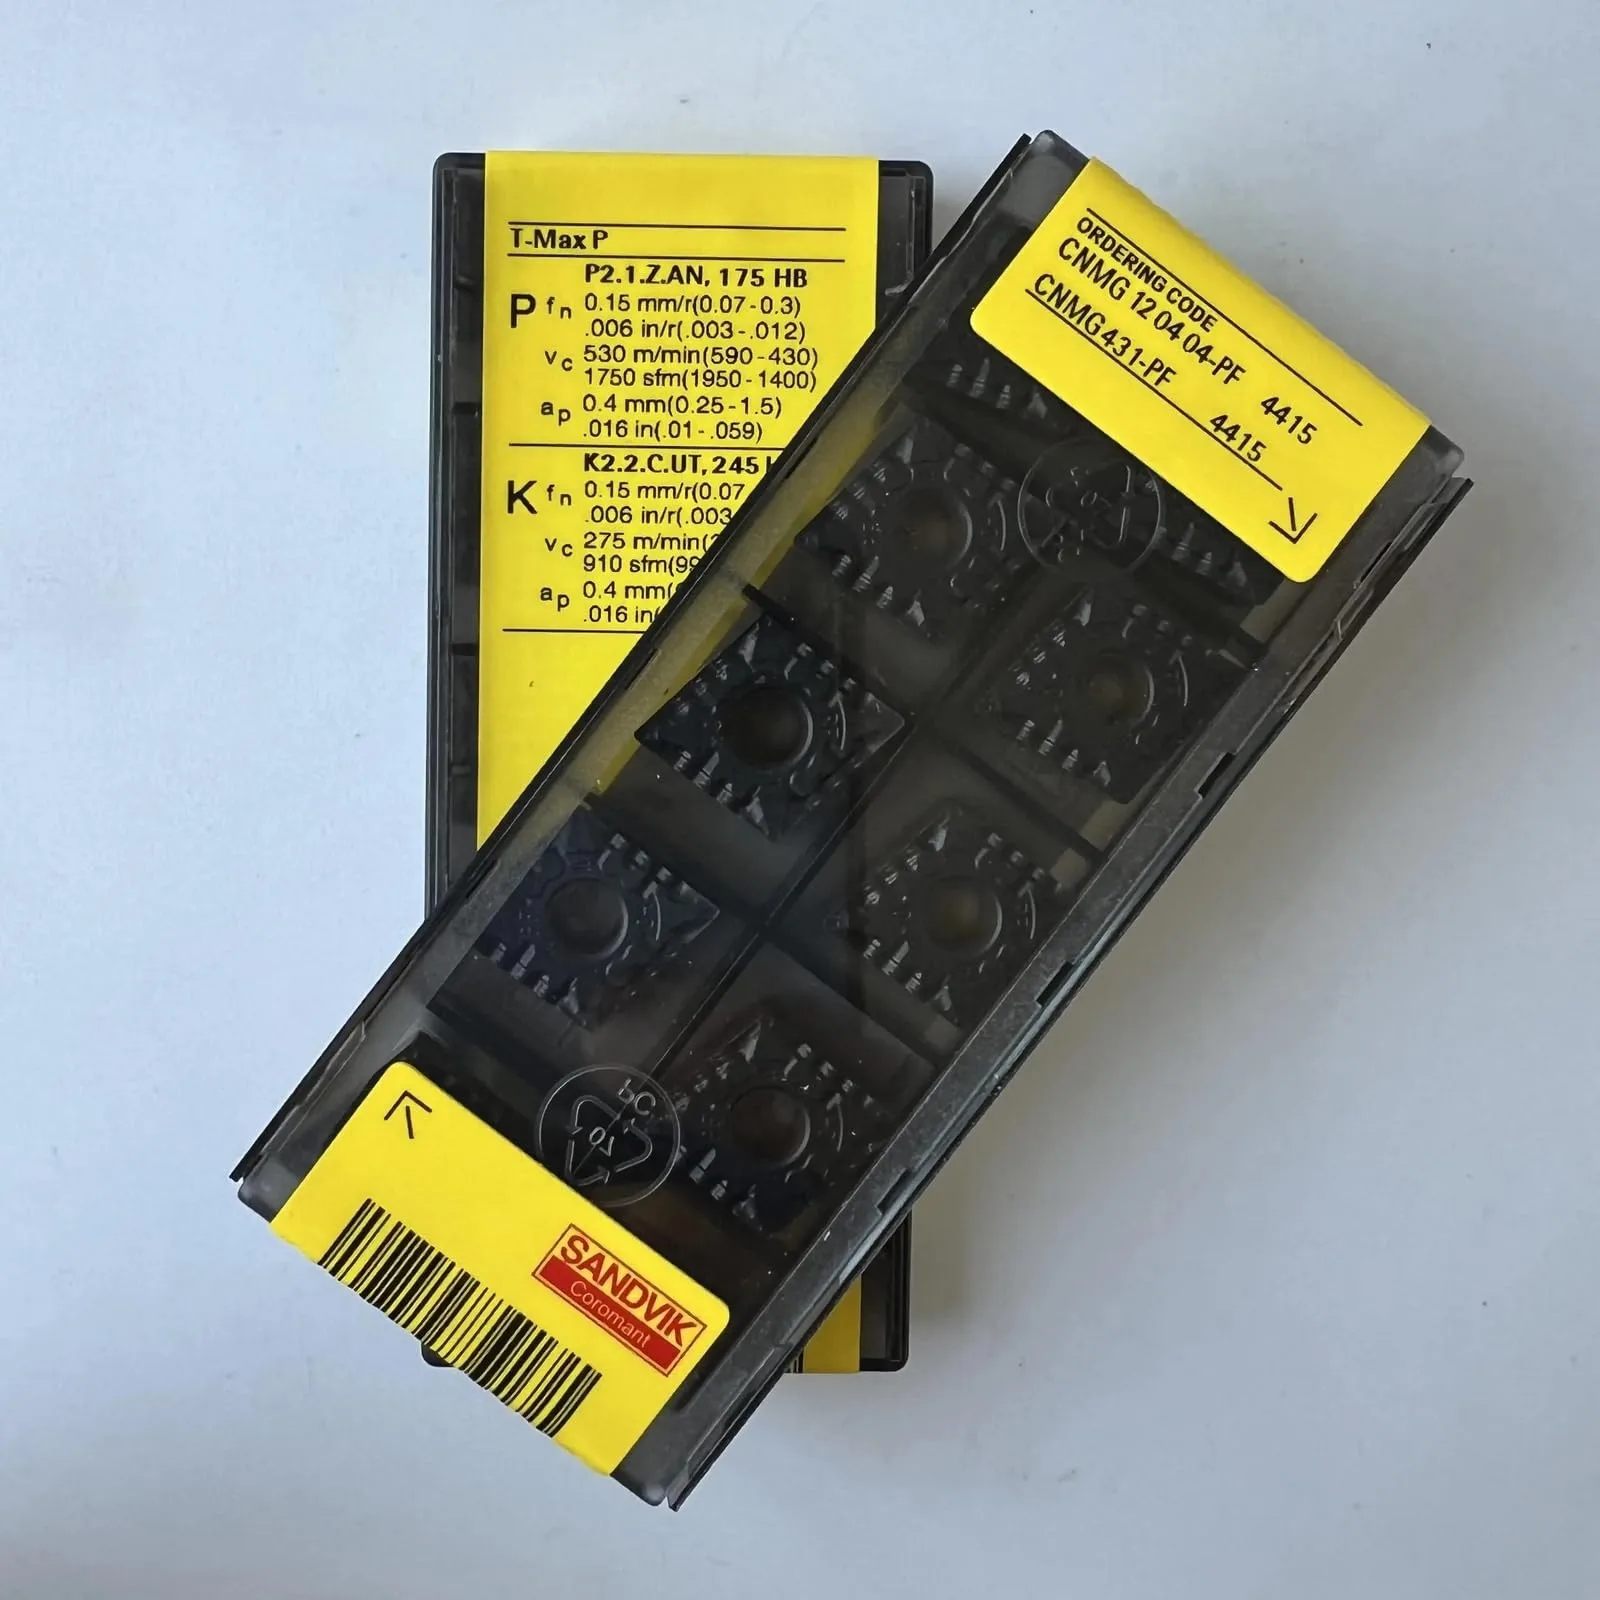 T-Max P
P2.1.Z.AN, 175 HB
P fn 0.15 mm/r(0.07-0.3)
.006 in/r(.003-.012)
vc 530 m/min(590-430)
1750 sfm(1950-1400)
ap 0.4 mm(0.25-1.5)
.016 in(.01-.059)
K2.2.C.UT, 245
K fn 0.15 mm/r(0.07
.006 in/r(.003
vc 275 m/min(
910 sfm(99
ap 0.4 mm(
.016 in(
ORDERING CODE
CNMG 12 04 04-PF 4415
CNMG 431-PF 4415
PC
07
SANDVIK
Coromant